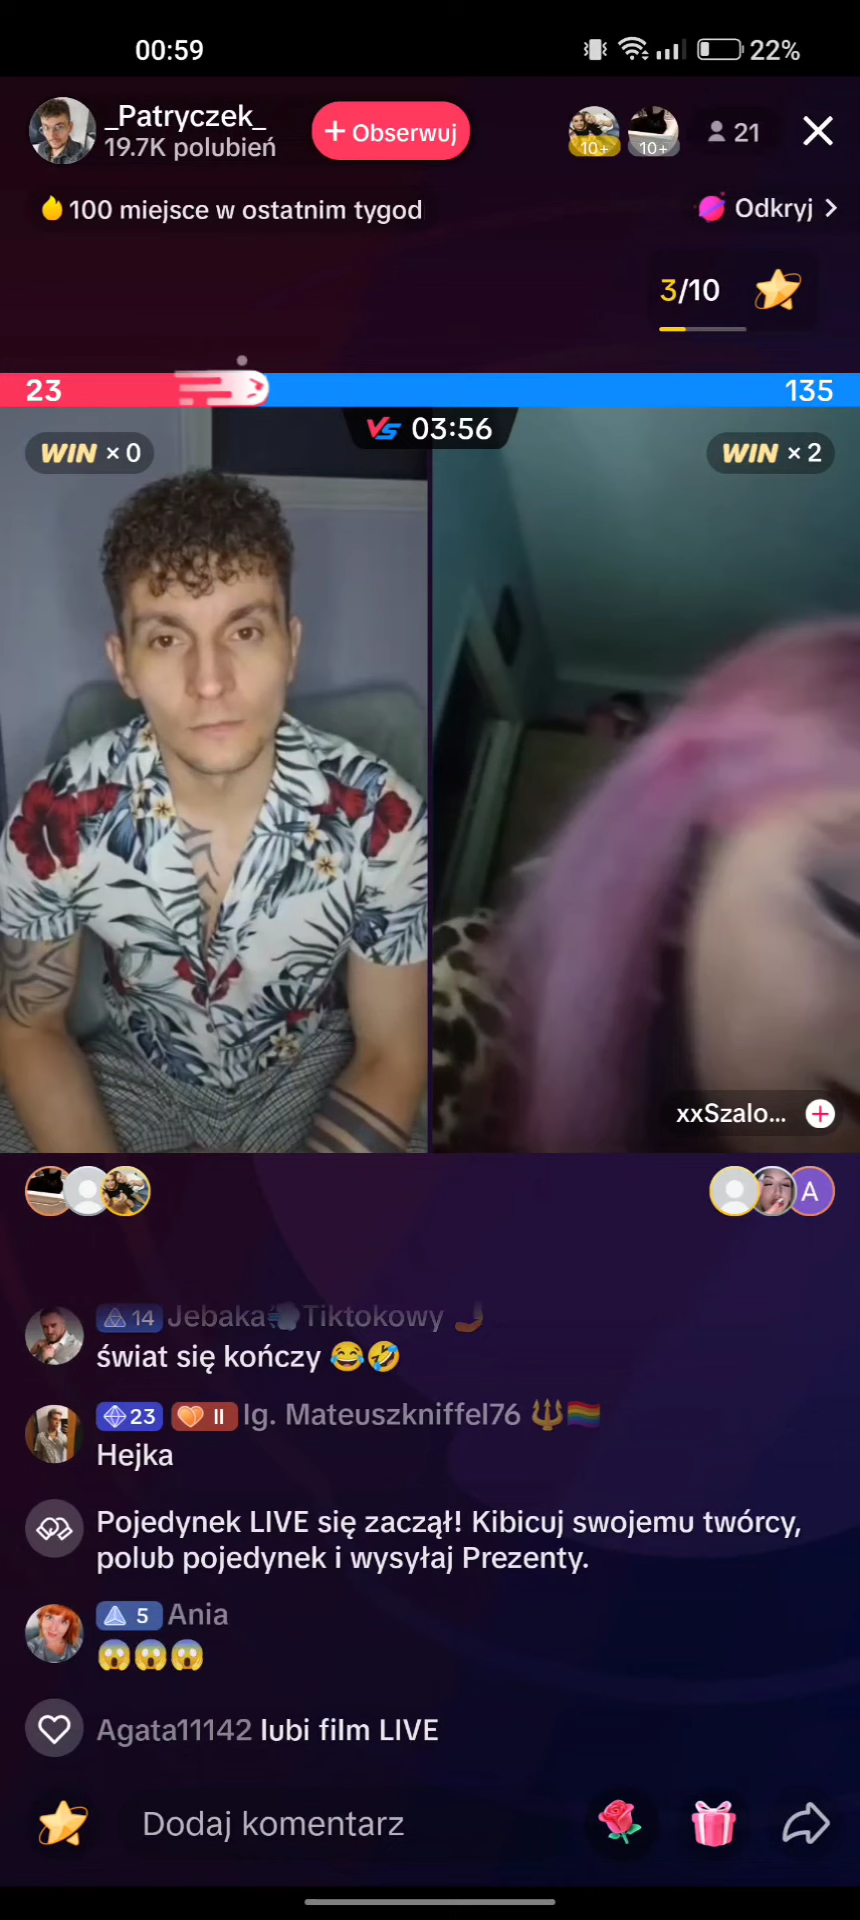 00:59
22%
_Patryczek_
19.7K polubień
+ Obserwuj
10+
10+
21
100 miejsce w ostatnim tygod
Odkryj >
3/10
23
135
VS 03:56
WIN × 0
WIN × 2
xxSzalo...
A
14 Jebaka💨Tiktokowy 🤳
świat się kończy 😂🤣
23 II Ig. Mateuszkniffel76 🔱🏳️‍🌈
Hejka
Pojedynek LIVE się zaczął! Kibicuj swojemu twórcy,
polub pojedynek i wysyłaj Prezenty.
5 Ania
😱😱😱
Agata11142 lubi film LIVE
Dodaj komentarz